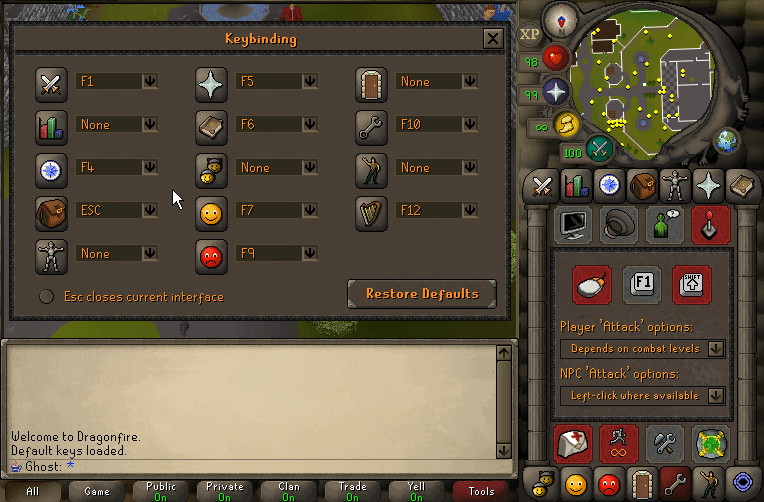 Keybinding
F1
F5
None
None
F6
F10
F4
None
None
ESC
F7
F12
None
F9
Esc closes current interface
Restore Defaults
XP
98
99
100
F1
SHIFT
Player 'Attack' options:
Depends on combat levels
NPC 'Attack' options:
Left-click where available
Welcome to Dragonfire.
Default keys loaded.
Ghost: *
All
Game
Public
On
Private
On
Clan
On
Trade
On
Yell
On
Tools